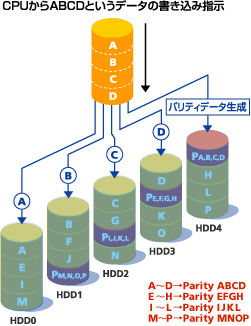 CPUからABCDというデータの書き込み指示
A
B
C
D
パリティデータ生成
A
B
C
D
A
E
I
M
HDD0
B
F
J
PM,N,O,P
HDD1
C
G
PI,J,K,L
N
HDD2
D
PE,F,G,H
K
O
HDD3
PA,B,C,D
H
L
P
HDD4
A～D→Parity ABCD
E～H→Parity EFGH
I～L→Parity IJKL
M～P→Parity MNOP